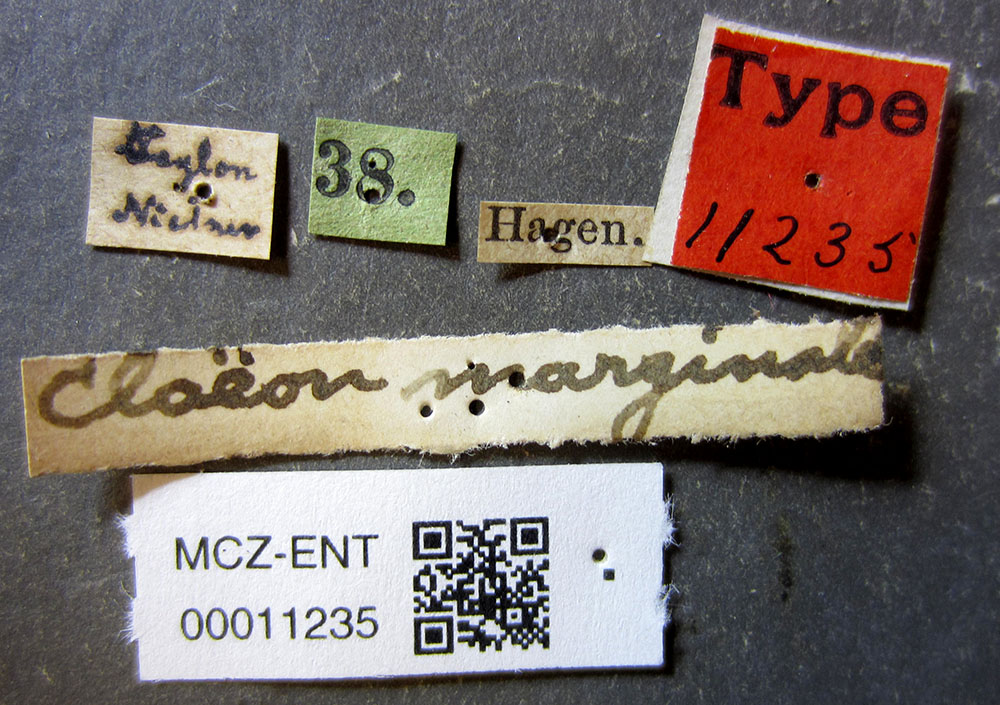 Ceylon
Nietner
38.
Hagen.
Type
11235
Cloëon marginale
MCZ-ENT
00011235